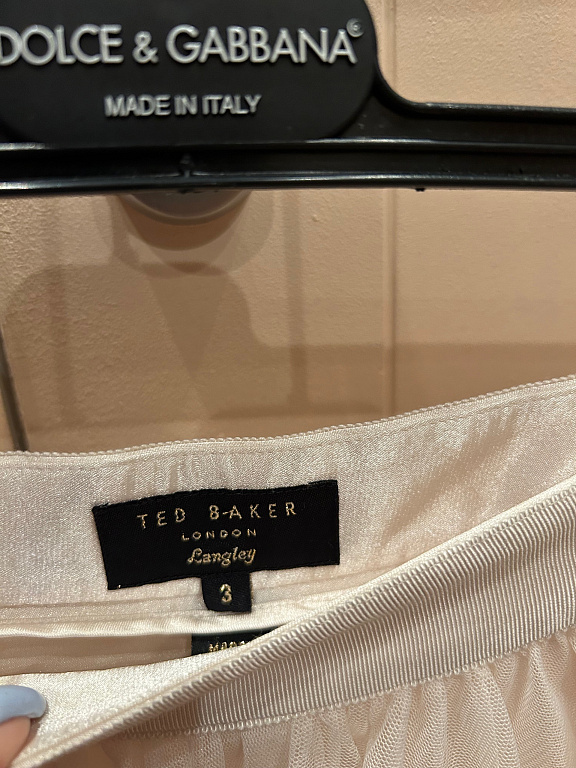 DOLCE & GABBANA
MADE IN ITALY
TED BAKER
LONDON
Langley
3